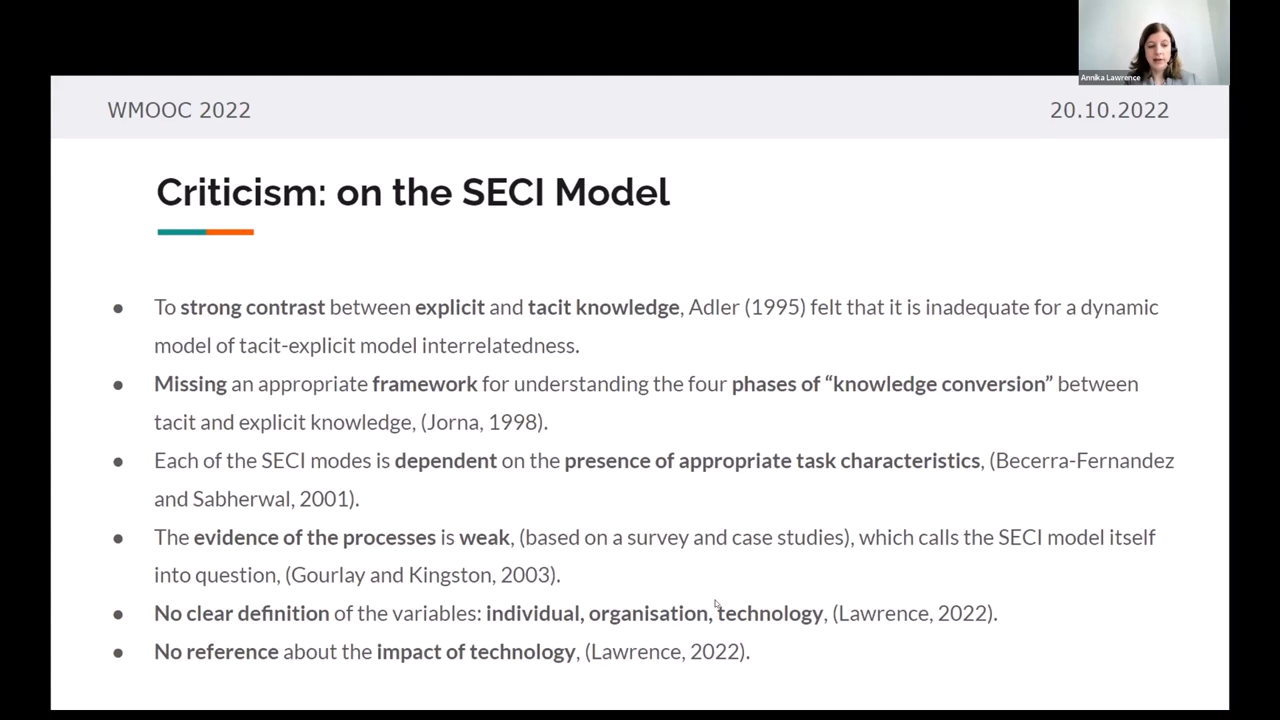 Annika Lawrence
WMOOC 2022
20.10.2022
Criticism: on the SECI Model
● To strong contrast between explicit and tacit knowledge, Adler (1995) felt that it is inadequate for a dynamic
model of tacit-explicit model interrelatedness.
● Missing an appropriate framework for understanding the four phases of “knowledge conversion” between
tacit and explicit knowledge, (Jorna, 1998).
● Each of the SECI modes is dependent on the presence of appropriate task characteristics, (Becerra-Fernandez
and Sabherwal, 2001).
● The evidence of the processes is weak, (based on a survey and case studies), which calls the SECI model itself
into question, (Gourlay and Kingston, 2003).
● No clear definition of the variables: individual, organisation, technology, (Lawrence, 2022).
● No reference about the impact of technology, (Lawrence, 2022).